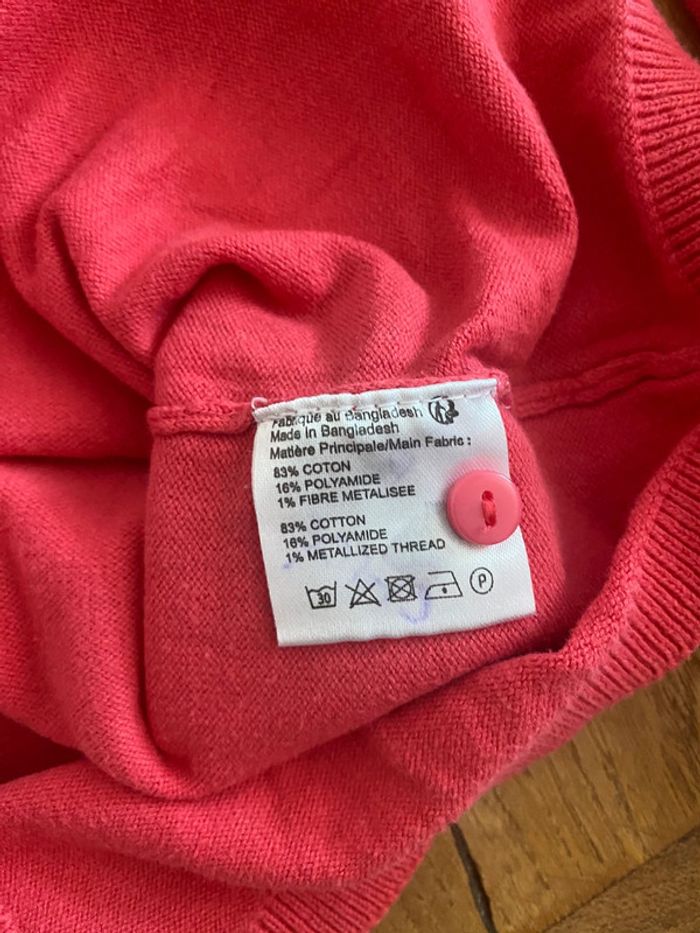 Fabriqué au Bangladesh
Made in Bangladesh
Matière Principale/Main Fabric :
83% COTON
16% POLYAMIDE
1% FIBRE METALISEE
83% COTTON
16% POLYAMIDE
1% METALLIZED THREAD
30
P